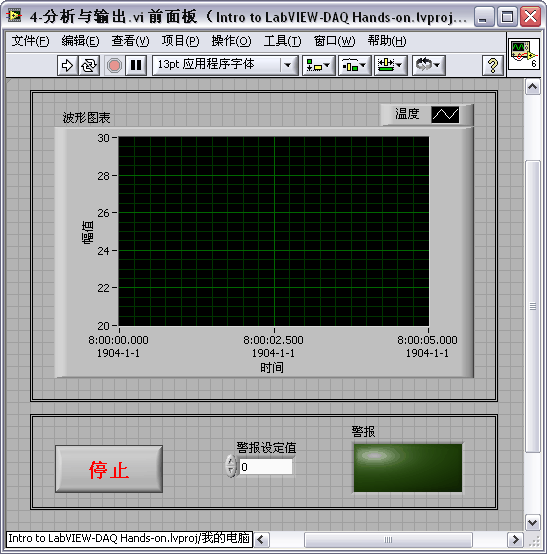 4-分析与输出.vi 前面板（Intro to LabVIEW-DAQ Hands-on.lvproj...
文件(F) 编辑(E) 查看(V) 项目(P) 操作(O) 工具(T) 窗口(W) 帮助(H)
13pt 应用程序字体
6
波形图表
温度
30
28
26
24
22
20
幅值
8:00:00.000 8:00:02.500 8:00:05.000
1904-1-1 1904-1-1 1904-1-1
时间
停止
警报设定值
0
警报
Intro to LabVIEW-DAQ Hands-on.lvproj/我的电脑